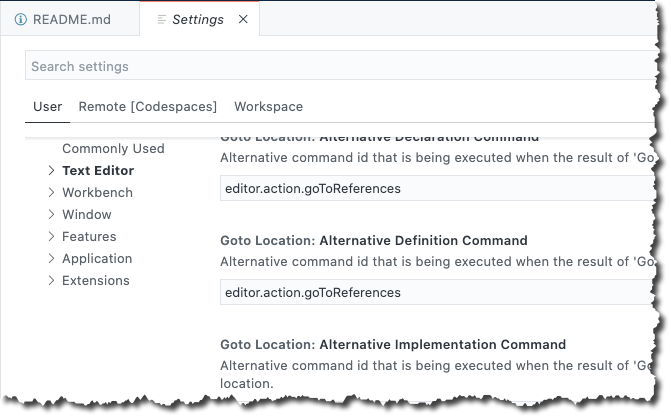 README.md
Settings
Search settings
User
Remote [Codespaces]
Workspace
Commonly Used
Text Editor
Workbench
Window
Features
Application
Extensions
Goto Location: Alternative Declaration Command
Alternative command id that is being executed when the result of 'Go
editor.action.goToReferences
Goto Location: Alternative Definition Command
Alternative command id that is being executed when the result of 'Go
editor.action.goToReferences
Goto Location: Alternative Implementation Command
Alternative command id that is being executed when the result of 'Go
location.